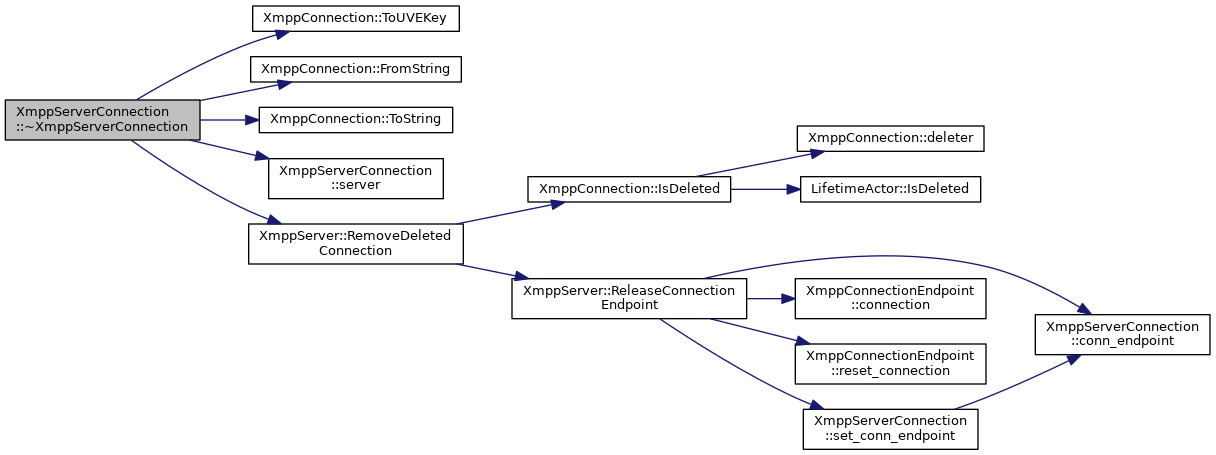 XmppServerConnection
::~XmppServerConnection
XmppConnection::ToUVEKey
XmppConnection::FromString
XmppConnection::ToString
XmppServerConnection
::server
XmppServer::RemoveDeleted
Connection
XmppConnection::IsDeleted
XmppConnection::deleter
LifetimeActor::IsDeleted
XmppServer::ReleaseConnection
Endpoint
XmppConnectionEndpoint
::connection
XmppConnectionEndpoint
::reset_connection
XmppServerConnection
::set_conn_endpoint
XmppServerConnection
::conn_endpoint